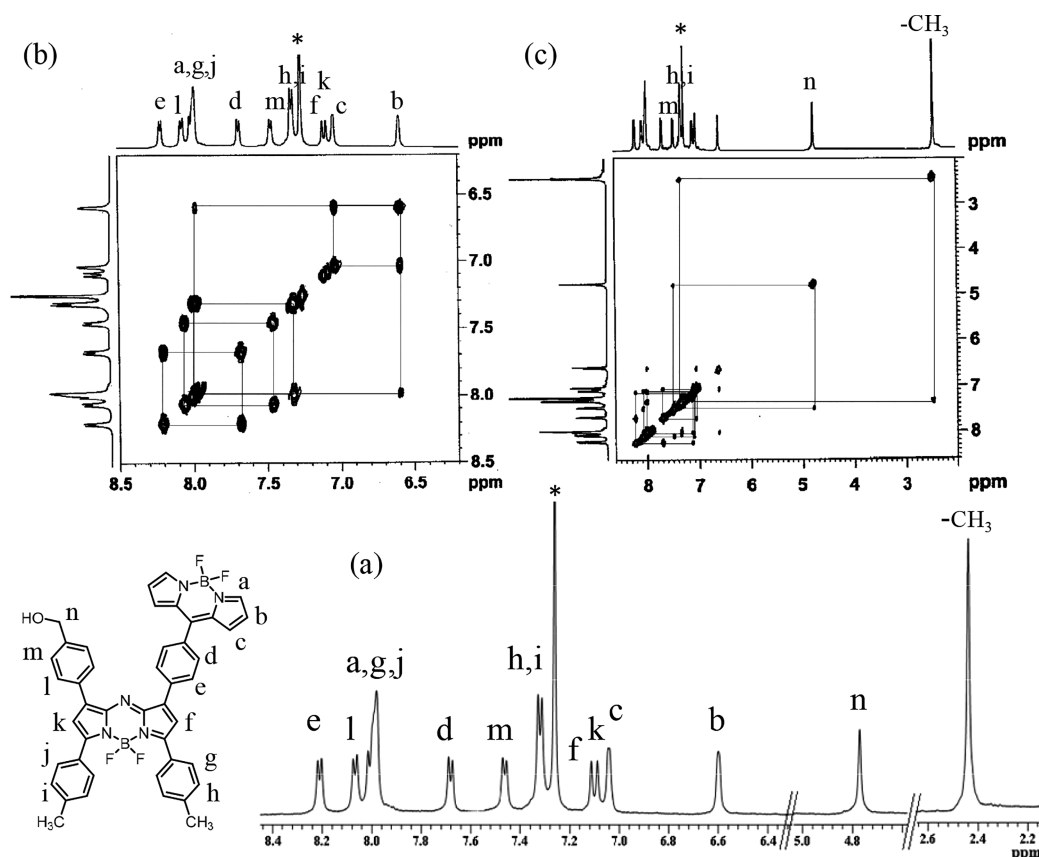 (b)
a,g,j
*
h,i
k
e
l
d
m
f
c
b
ppm
6.5
7.0
7.5
8.0
8.5
ppm
8.5
8.0
7.5
7.0
6.5
ppm
(c)
-CH3
*
h,i
m
n
ppm
3
4
5
6
7
8
ppm
8
7
6
5
4
3
ppm
(a)
*
-CH3
a,g,j
h,i
e
l
d
m
f
k
c
b
n
8.4
8.2
8.0
7.8
7.6
7.4
7.2
7.0
6.8
6.6
6.4
5.0
4.8
2.6
2.4
2.2
ppm
F
F
B
N
N
a
b
c
HO
n
m
l
d
e
N
k
f
N
N
B
F
F
j
i
g
h
H3C
CH3